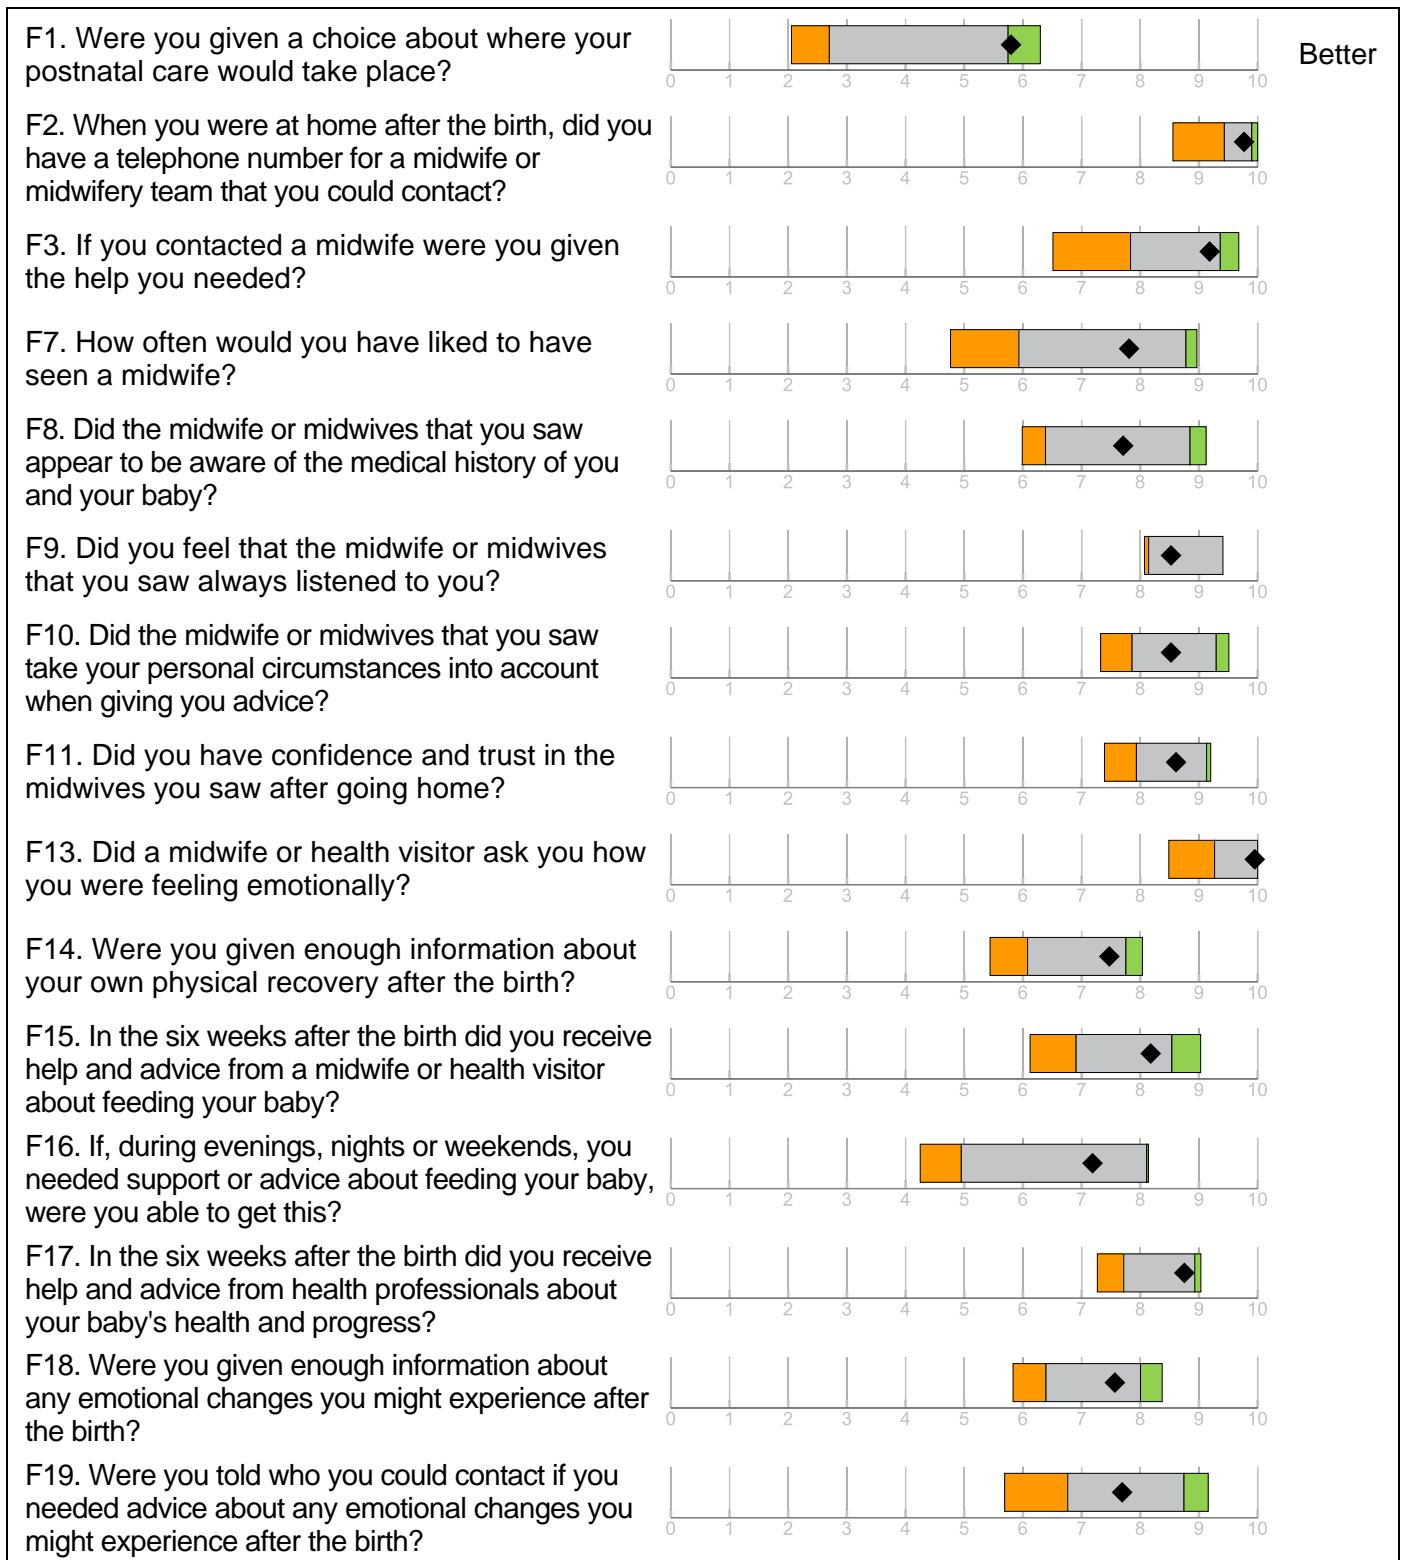 F1. Were you given a choice about where your
postnatal care would take place?
Better
0 1 2 3 4 5 6 7 8 9 10
F2. When you were at home after the birth, did you
have a telephone number for a midwife or
midwifery team that you could contact?
0 1 2 3 4 5 6 7 8 9 10
F3. If you contacted a midwife were you given
the help you needed?
0 1 2 3 4 5 6 7 8 9 10
F7. How often would you have liked to have
seen a midwife?
0 1 2 3 4 5 6 7 8 9 10
F8. Did the midwife or midwives that you saw
appear to be aware of the medical history of you
and your baby?
0 1 2 3 4 5 6 7 8 9 10
F9. Did you feel that the midwife or midwives
that you saw always listened to you?
0 1 2 3 4 5 6 7 8 9 10
F10. Did the midwife or midwives that you saw
take your personal circumstances into account
when giving you advice?
0 1 2 3 4 5 6 7 8 9 10
F11. Did you have confidence and trust in the
midwives you saw after going home?
0 1 2 3 4 5 6 7 8 9 10
F13. Did a midwife or health visitor ask you how
you were feeling emotionally?
0 1 2 3 4 5 6 7 8 9 10
F14. Were you given enough information about
your own physical recovery after the birth?
0 1 2 3 4 5 6 7 8 9 10
F15. In the six weeks after the birth did you receive
help and advice from a midwife or health visitor
about feeding your baby?
0 1 2 3 4 5 6 7 8 9 10
F16. If, during evenings, nights or weekends, you
needed support or advice about feeding your baby,
were you able to get this?
0 1 2 3 4 5 6 7 8 9 10
F17. In the six weeks after the birth did you receive
help and advice from health professionals about
your baby's health and progress?
0 1 2 3 4 5 6 7 8 9 10
F18. Were you given enough information about
any emotional changes you might experience after
the birth?
0 1 2 3 4 5 6 7 8 9 10
F19. Were you told who you could contact if you
needed advice about any emotional changes you
might experience after the birth?
0 1 2 3 4 5 6 7 8 9 10